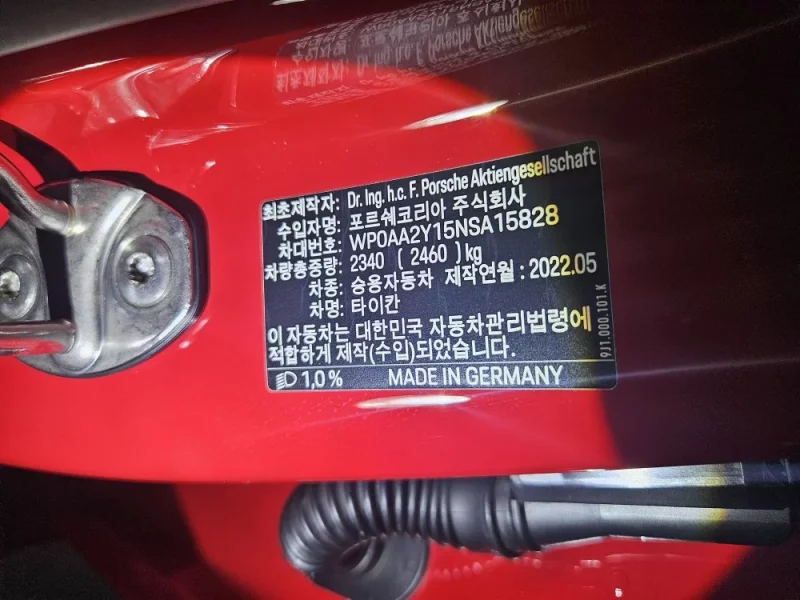 최초제작자: Dr. Ing. h.c. F. Porsche Aktiengesellschaft
수입자명: 포르쉐코리아 주식회사
차대번호: WP0AA2Y15NSA15828
차량총중량: 2340 ( 2460 )kg
차종: 승용자동차 제작연월 : 2022.05
차명: 타이칸
이 자동차는 대한민국 자동차관리법령에
적합하게 제작(수입)되었습니다.
1,0 % MADE IN GERMANY
9J1.000.101.K